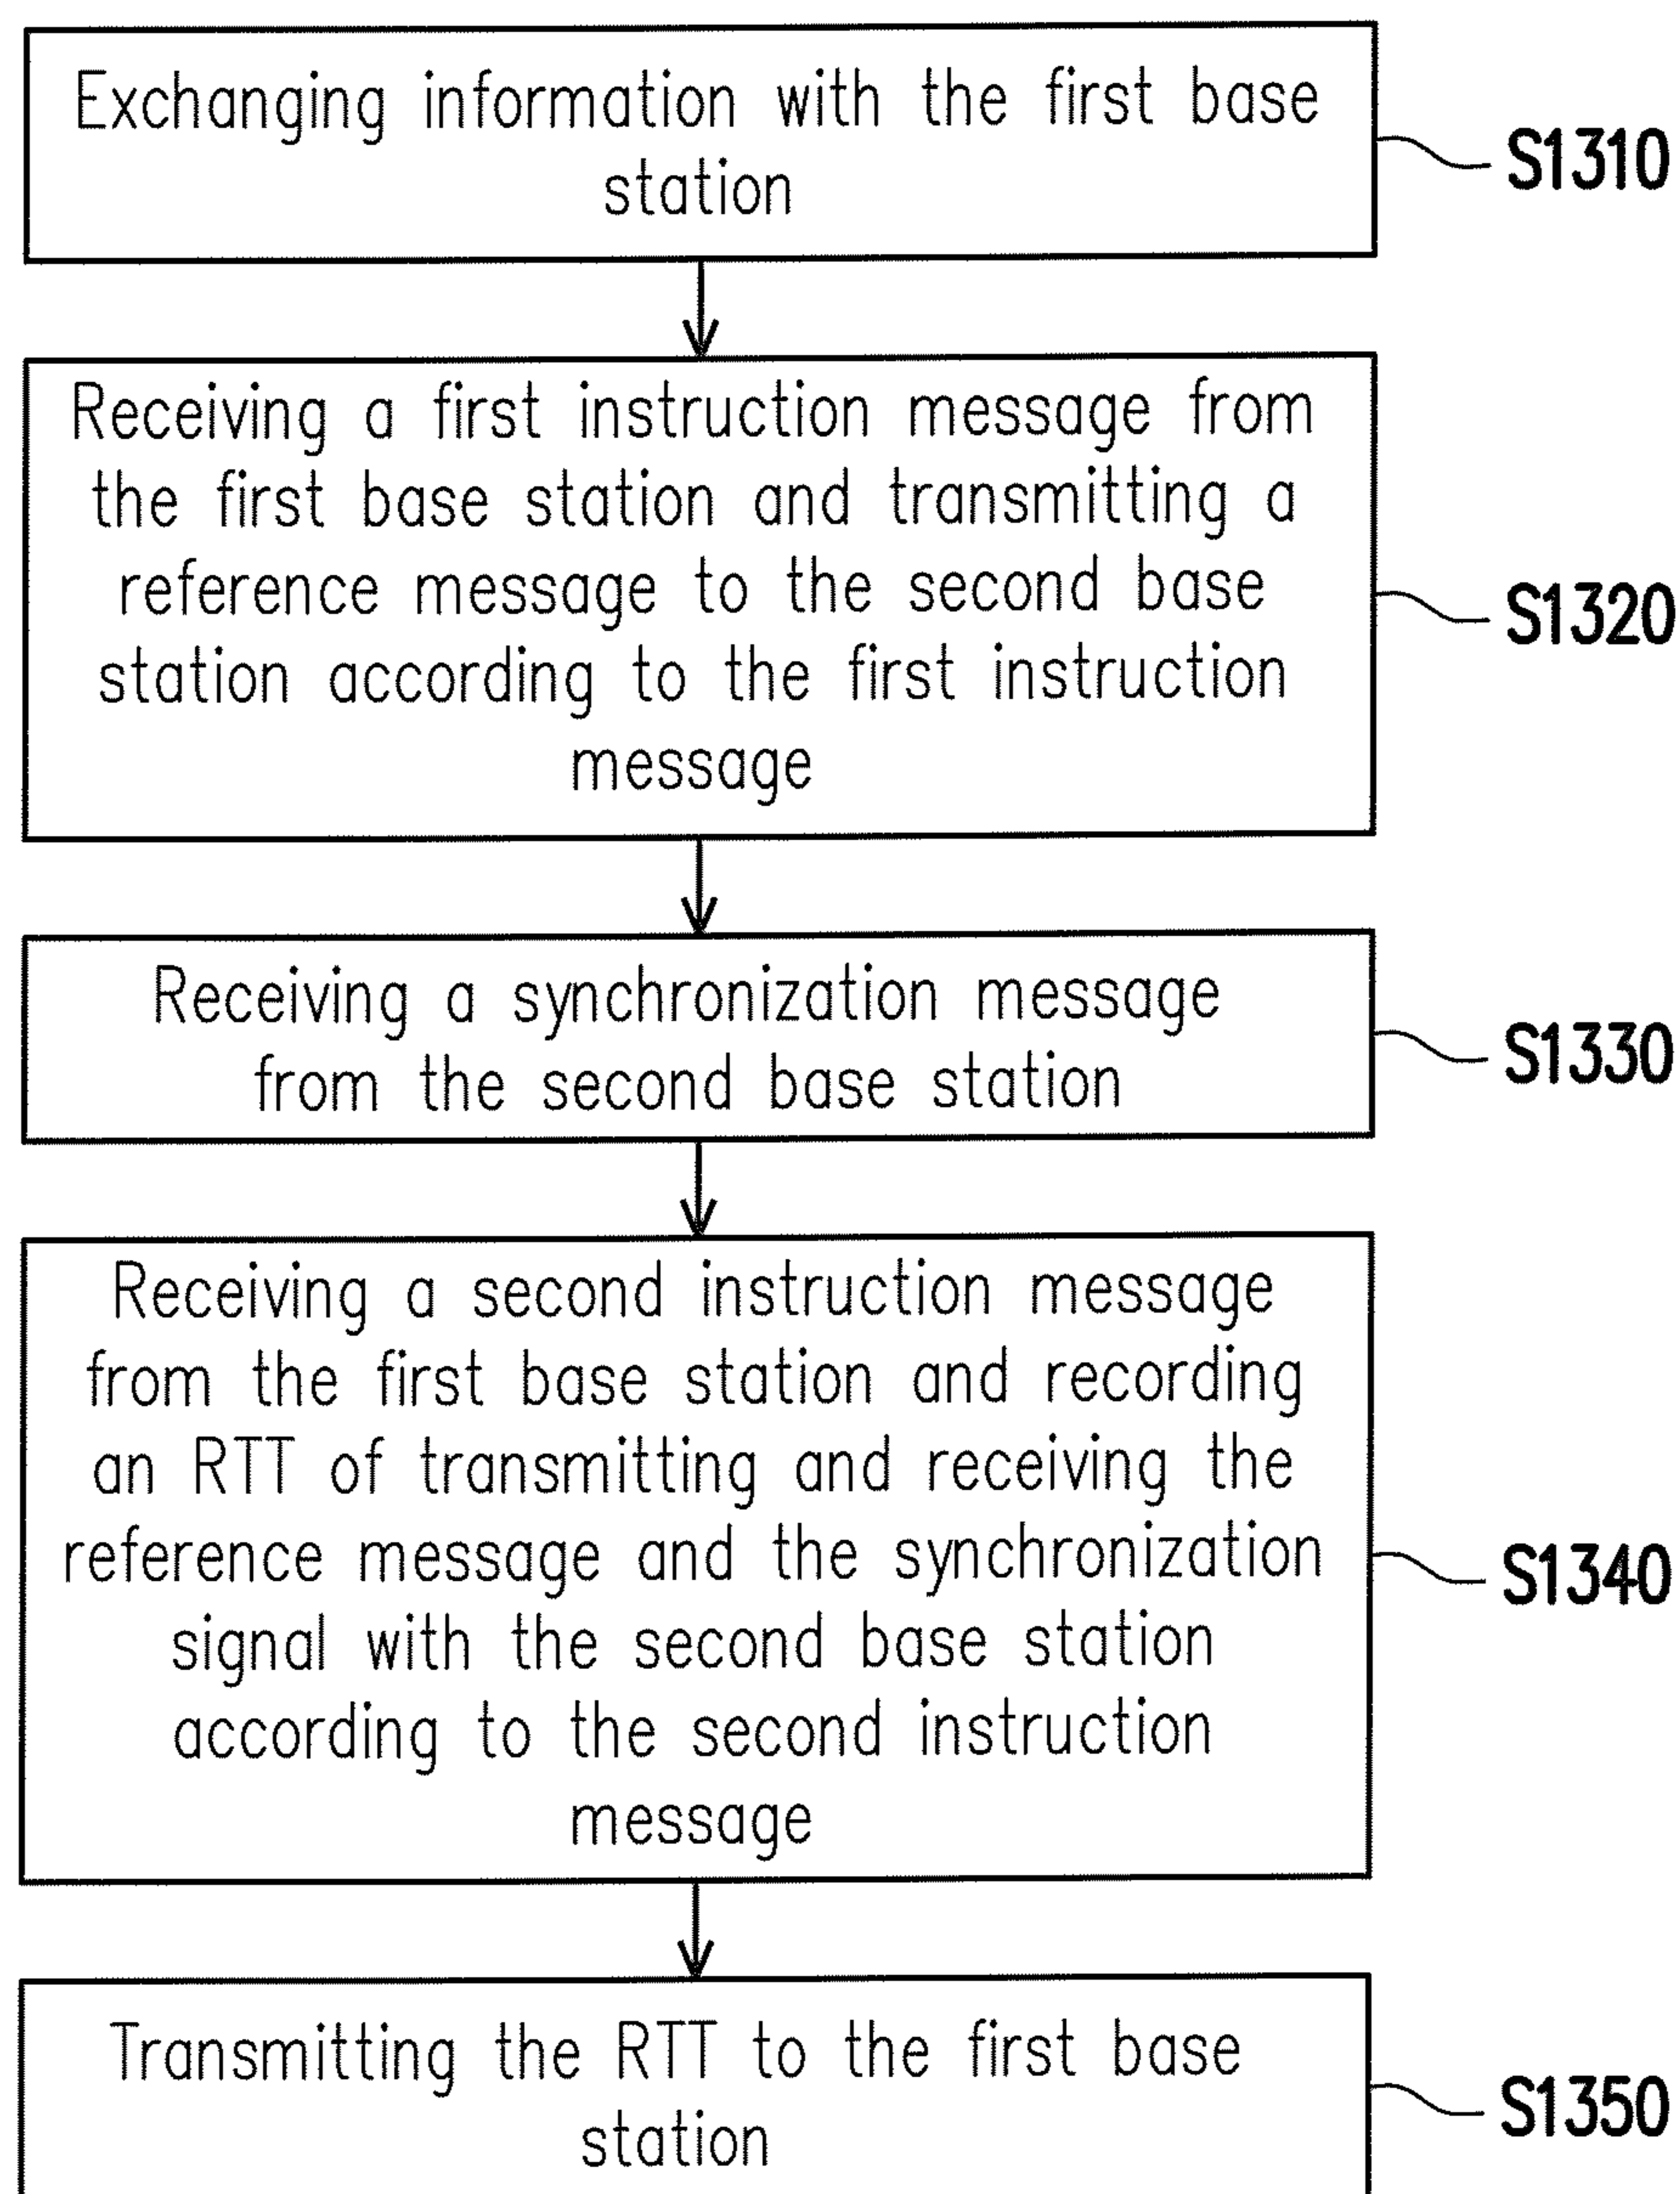 Exchanging information with the first base
station
S1310
Receiving a first instruction message from
the first base station and transmitting a
reference message to the second base
station according to the first instruction
message
S1320
Receiving a synchronization message
from the second base station
S1330
Receiving a second instruction message
from the first base station and recording
an RTT of transmitting and receiving the
reference message and the synchronization
signal with the second base station
according to the second instruction
message
S1340
Transmitting the RTT to the first base
station
S1350